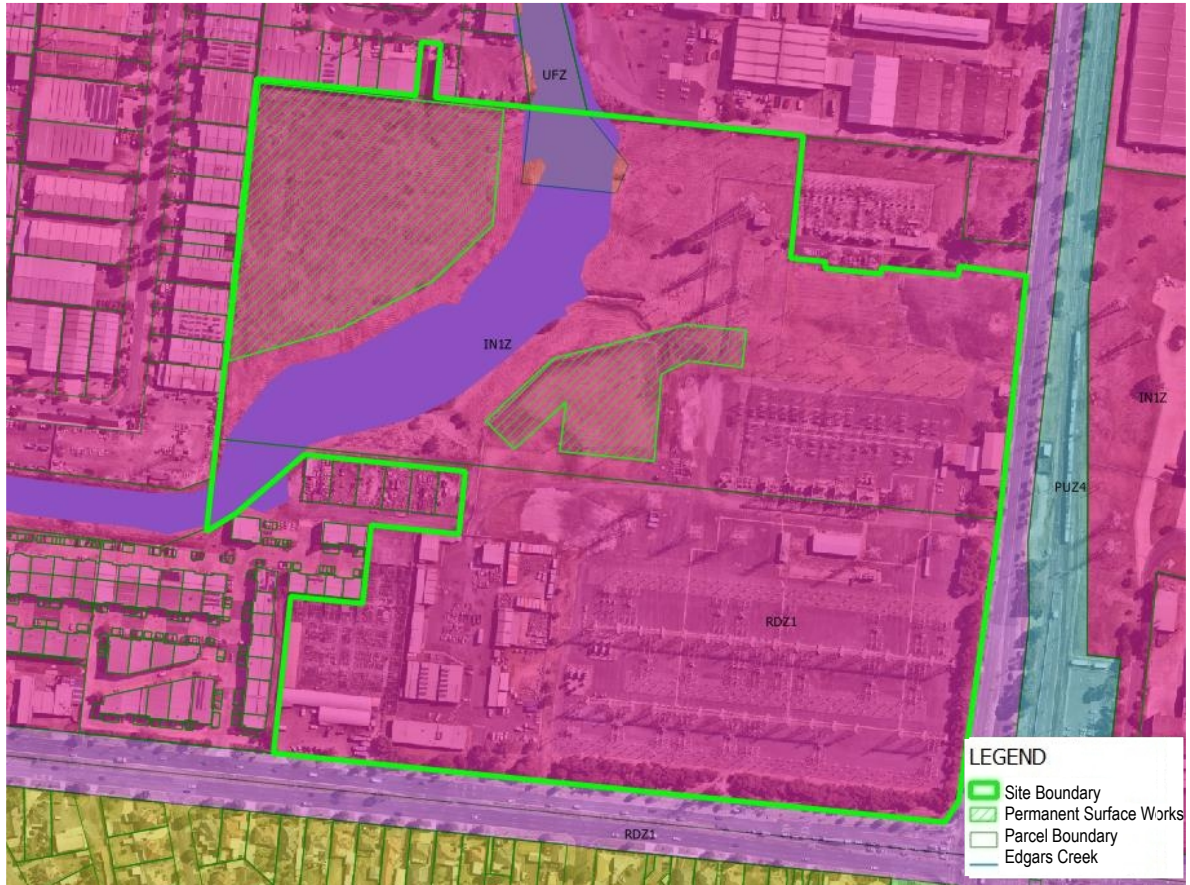 UFZ
IN1Z
IN1Z
PUZ4
RDZ1
RDZ1
LEGEND
Site Boundary
Permanent Surface Works
Parcel Boundary
Edgars Creek